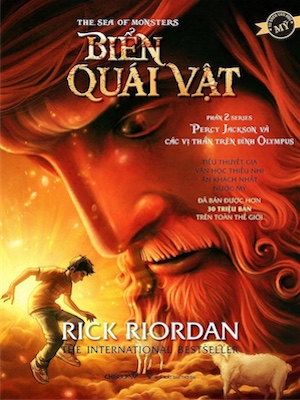 THE SEA OF MONSTERS
BIỂN
QUÁI VẬT
MỸ
PHẦN 2 SERIES
PERCY JACKSON VÀ
CÁC VỊ THẦN TRÊN ĐỈNH OLYMPUS
TIỂU THUYẾT GIA
VĂN HỌC THIẾU NHI
ĂN KHÁCH NHẤT
NƯỚC MỸ
ĐÃ BÁN ĐƯỢC HƠN
30 TRIỆU BẢN
TRÊN TOÀN THẾ GIỚI
RICK RIORDAN
THE INTERNATIONAL BESTSELLER